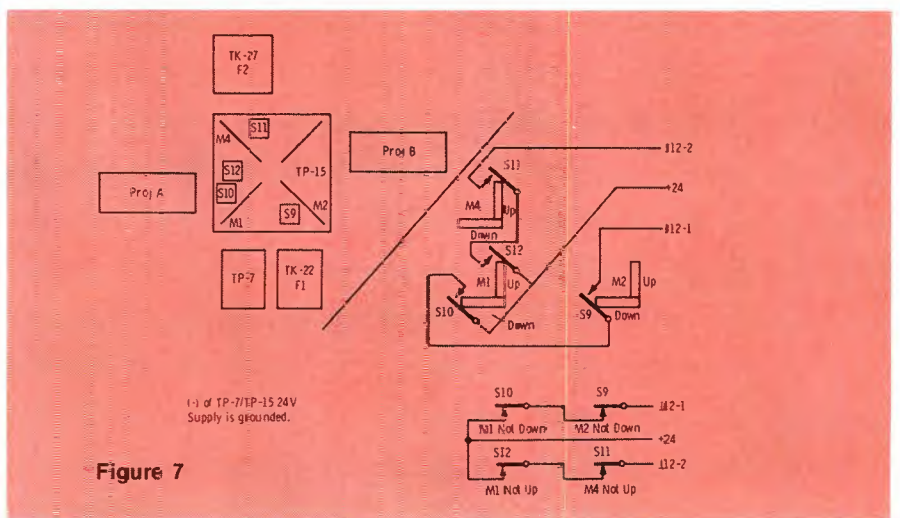 TK-27
F2
S11
M4
S12
TP-15
Proj B
Proj A
S10
S9
M2
M1
TP-7
TK-22
F1
J12-2
S11
+24
M4
Up
Down
J12-1
S12
M1
Up
M2
Up
S10
Down
S9
Down
(-) of TP-7/TP-15 24V
Supply is grounded.
S10
S9
J12-1
M1 Not Down
M2 Not Down
+24
S12
S11
J12-2
M1 Not Up
M4 Not Up
Figure 7